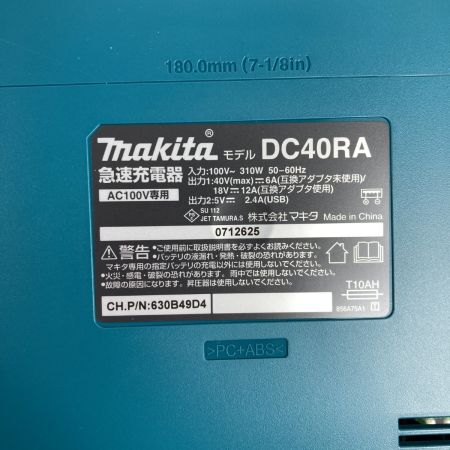 180.0mm (7-1/8in)
makita® モデル DC40RA
急速充電器
AC100V専用
入力:100V~ 310W 50-60Hz
出力1:40V(max)⎓6A(互換アダプタ未使用)/
18V⎓12A(互換アダプタ使用)
出力2:5V⎓ 2.4A(USB)
SU 112
JET TAMURA.S 株式会社マキタ Made in China
0712625
⚠警告 •ご使用前に取扱説明書を必ずよくお読みください。
•バッテリの液漏れ・発熱・破裂の恐れがあります。
マキタ専用の指定バッテリの充電以外には使用しないでください。
•火災・感電・破裂の恐れがあります。雨中では使用しないでください。
•故障の原因になります。昇圧器は使用しないでください。
CH.P/N:630B49D4
T10AH
856A76A1
>PC+ABS<